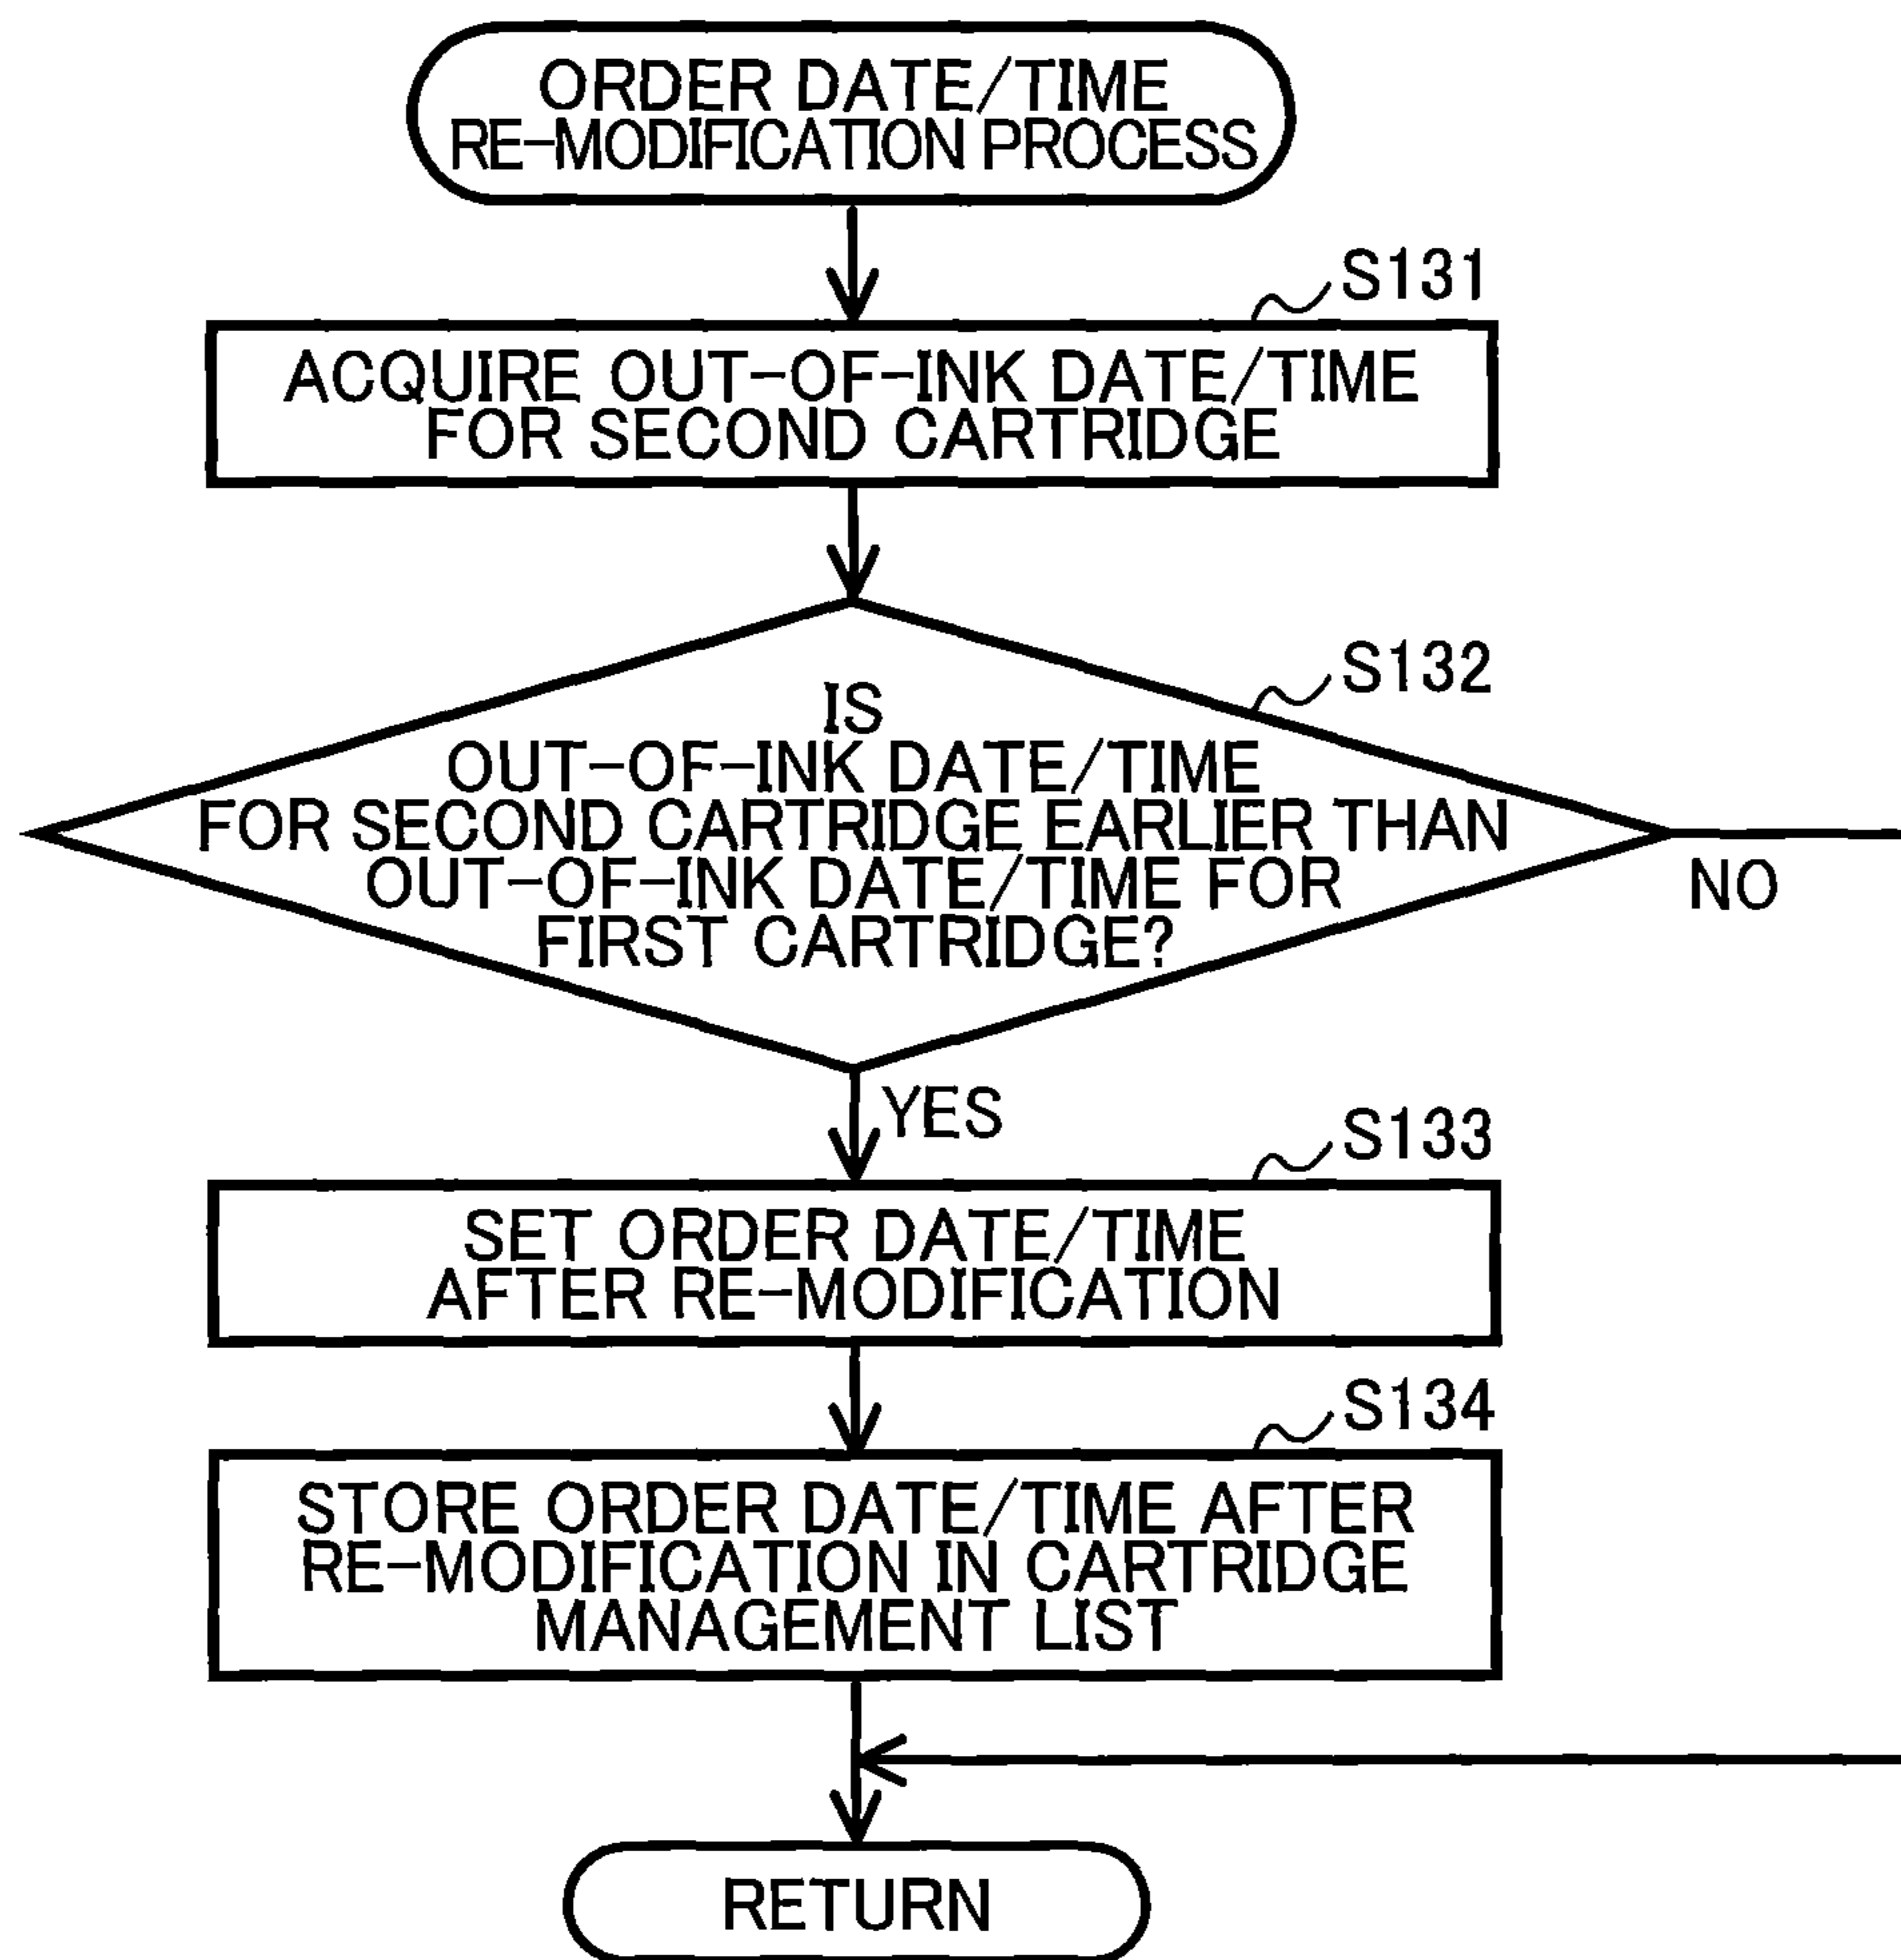 ORDER DATE/TIME
RE-MODIFICATION PROCESS
S131
ACQUIRE OUT-OF-INK DATE/TIME
FOR SECOND CARTRIDGE
S132
IS
OUT-OF-INK DATE/TIME
FOR SECOND CARTRIDGE EARLIER THAN
OUT-OF-INK DATE/TIME FOR
FIRST CARTRIDGE?
NO
YES
S133
SET ORDER DATE/TIME
AFTER RE-MODIFICATION
S134
STORE ORDER DATE/TIME AFTER
RE-MODIFICATION IN CARTRIDGE
MANAGEMENT LIST
RETURN